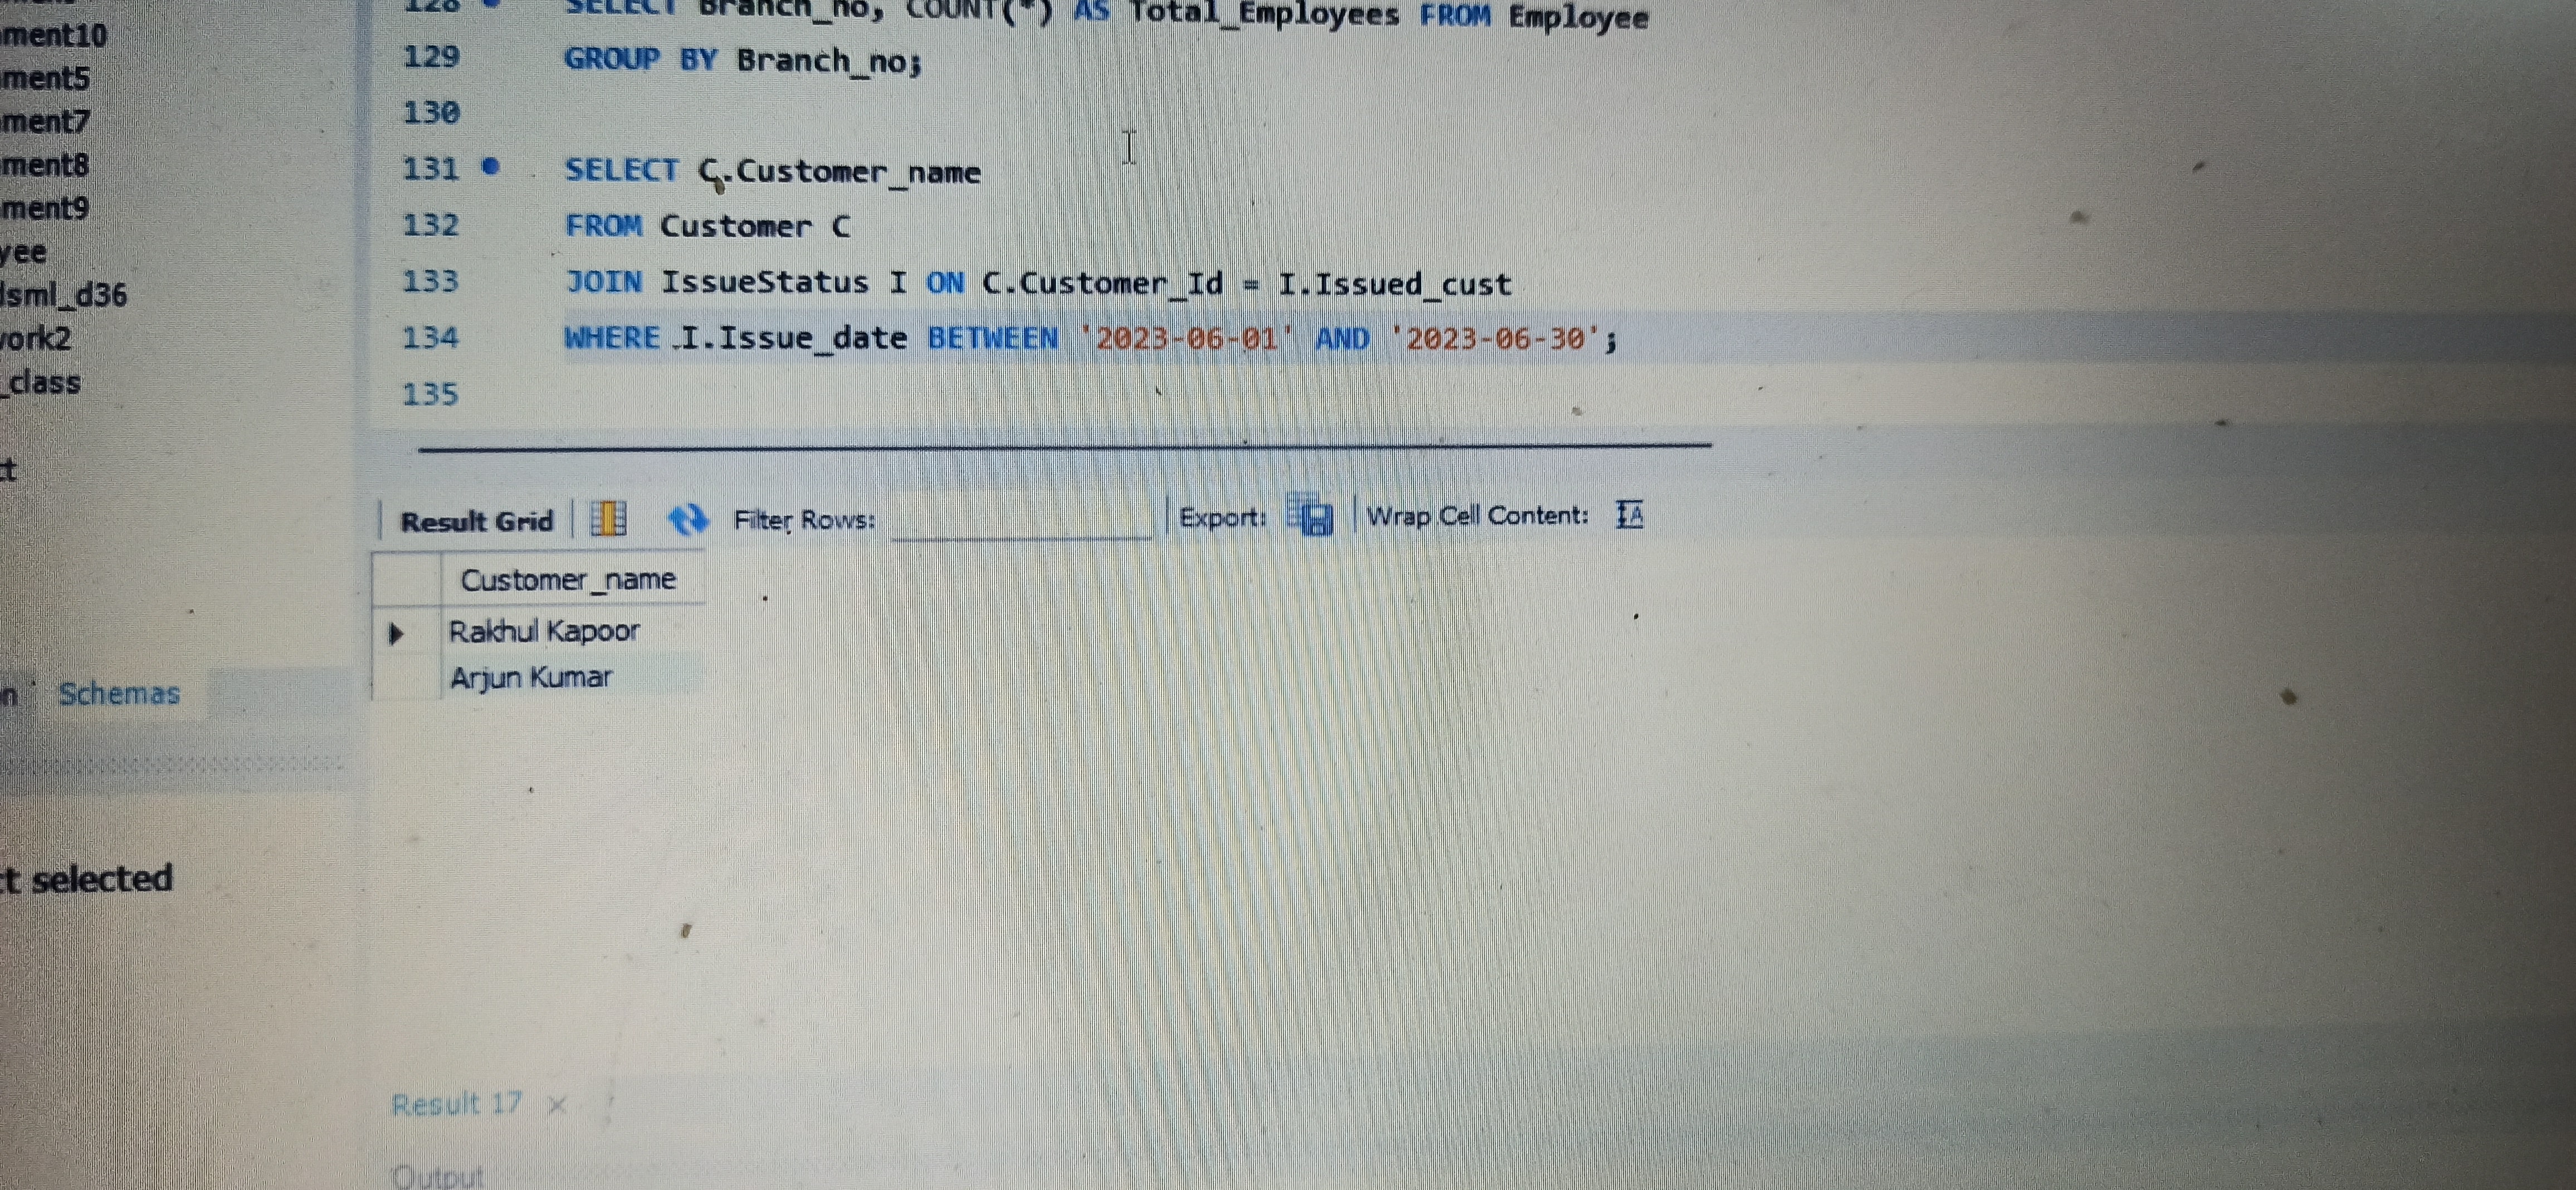 ment10
ment5
ment7
ment8
ment9
yee
dsml_d36
work2
_class
t
n Schemas
t selected
128 SELECT Branch_no, COUNT(*) AS Total_Employees FROM Employee
129 GROUP BY Branch_no;
130
131 SELECT C.Customer_name
132 FROM Customer C
133 JOIN IssueStatus I ON C.Customer_Id = I.Issued_cust
134 WHERE I.Issue_date BETWEEN '2023-06-01' AND '2023-06-30';
135
Result Grid Filter Rows: Export: Wrap Cell Content: IA
Customer_name
Rakhul Kapoor
Arjun Kumar
Result 17 ×
Output